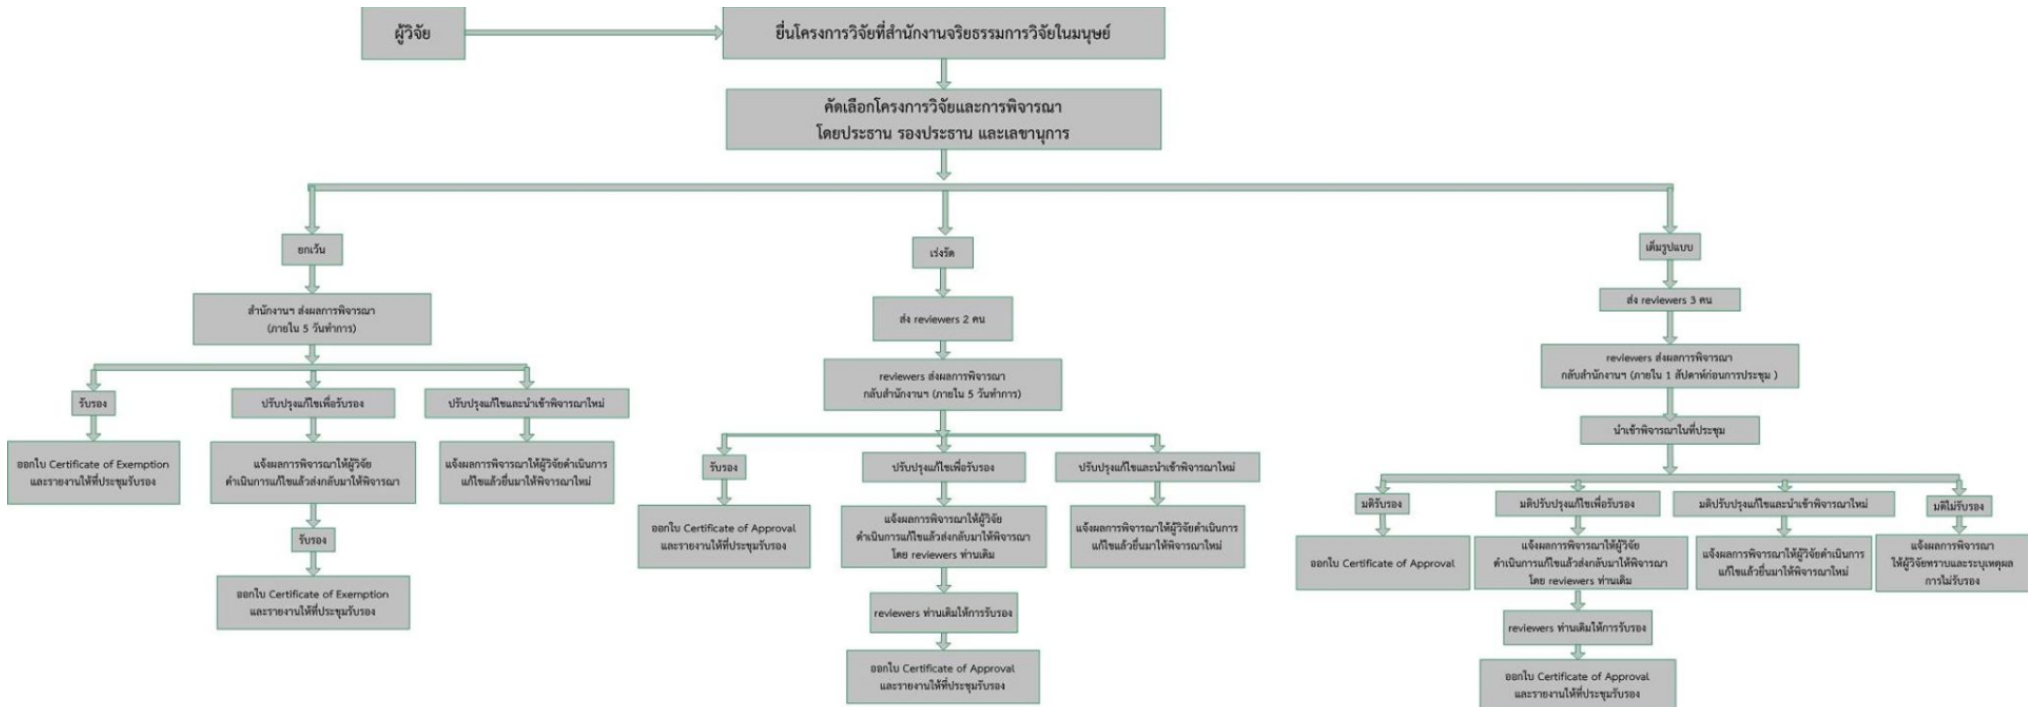 ผู้วิจัย
ยื่นโครงการวิจัยที่สำนักงานจริยธรรมการวิจัยในมนุษย์
คัดเลือกโครงการวิจัยและการพิจารณา
โดยประธาน รองประธาน และเลขานุการ
ยกเว้น
สำนักงานฯ ส่งผลการพิจารณา
(ภายใน 5 วันทำการ)
รับรอง
ออกใบ Certificate of Exemption
และรายงานให้ที่ประชุมรับรอง
ปรับปรุงแก้ไขเพื่อรับรอง
แจ้งผลการพิจารณาให้ผู้วิจัย
ดำเนินการแก้ไขแล้วส่งกลับมาให้พิจารณา
รับรอง
ออกใบ Certificate of Exemption
และรายงานให้ที่ประชุมรับรอง
ปรับปรุงแก้ไขและนำเข้าพิจารณาใหม่
แจ้งผลการพิจารณาให้ผู้วิจัยดำเนินการ
แก้ไขแล้วยื่นมาให้พิจารณาใหม่
เร่งรัด
ส่ง reviewers 2 คน
reviewers ส่งผลการพิจารณา
กลับสำนักงานฯ (ภายใน 5 วันทำการ)
รับรอง
ออกใบ Certificate of Approval
และรายงานให้ที่ประชุมรับรอง
ปรับปรุงแก้ไขเพื่อรับรอง
แจ้งผลการพิจารณาให้ผู้วิจัย
ดำเนินการแก้ไขแล้วส่งกลับมาให้พิจารณา
โดย reviewers ท่านเดิม
reviewers ท่านเดิมให้การรับรอง
ออกใบ Certificate of Approval
และรายงานให้ที่ประชุมรับรอง
ปรับปรุงแก้ไขและนำเข้าพิจารณาใหม่
แจ้งผลการพิจารณาให้ผู้วิจัยดำเนินการ
แก้ไขแล้วยื่นมาให้พิจารณาใหม่
เต็มรูปแบบ
ส่ง reviewers 3 คน
reviewers ส่งผลการพิจารณา
กลับสำนักงานฯ (ภายใน 1 สัปดาห์ก่อนการประชุม )
นำเข้าพิจารณาในที่ประชุม
มติรับรอง
ออกใบ Certificate of Approval
มติปรับปรุงแก้ไขเพื่อรับรอง
แจ้งผลการพิจารณาให้ผู้วิจัย
ดำเนินการแก้ไขแล้วส่งกลับมาให้พิจารณา
โดย reviewers ท่านเดิม
reviewers ท่านเดิมให้การรับรอง
ออกใบ Certificate of Approval
และรายงานให้ที่ประชุมรับรอง
มติปรับปรุงแก้ไขและนำเข้าพิจารณาใหม่
แจ้งผลการพิจารณาให้ผู้วิจัยดำเนินการ
แก้ไขแล้วยื่นมาให้พิจารณาใหม่
มติไม่รับรอง
แจ้งผลการพิจารณา
ให้ผู้วิจัยทราบและระบุเหตุผล
การไม่รับรอง